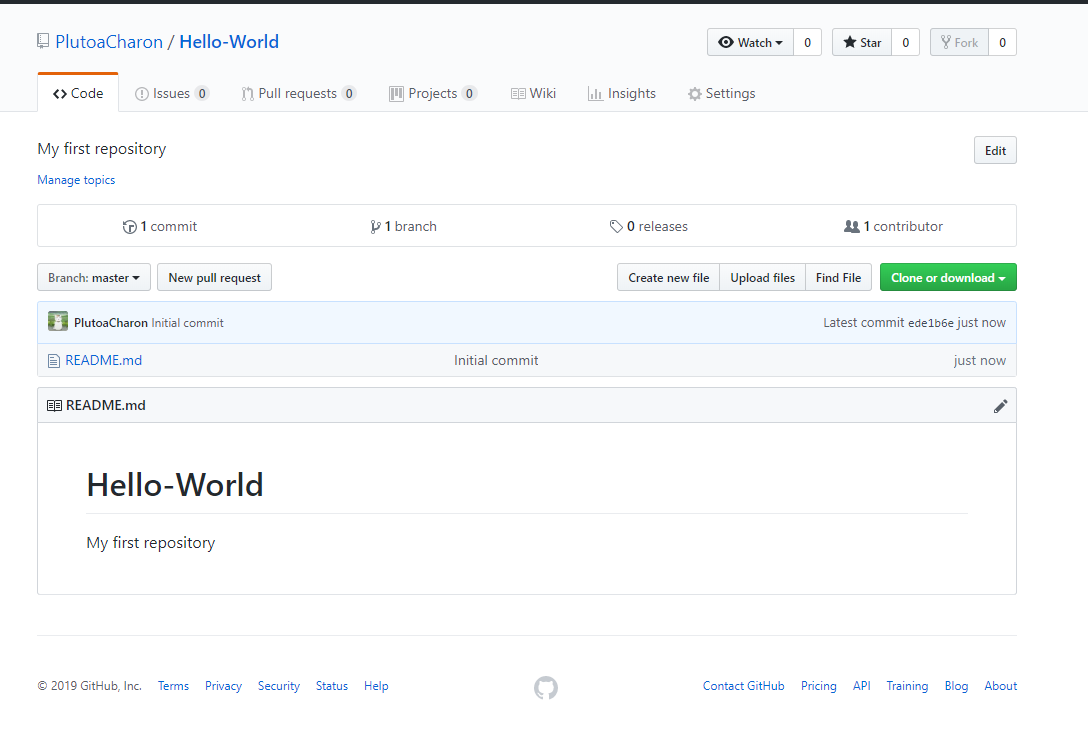 PlutoaCharon / Hello-World
Watch 0 Star 0 Fork 0
Code Issues 0 Pull requests 0 Projects 0 Wiki Insights Settings
My first repository Edit
Manage topics
1 commit 1 branch 0 releases 1 contributor
Branch: master New pull request Create new file Upload files Find File Clone or download
PlutoaCharon Initial commit Latest commit ede1b6e just now
README.md Initial commit just now
README.md
Hello-World
My first repository
© 2019 GitHub, Inc. Terms Privacy Security Status Help Contact GitHub Pricing API Training Blog About